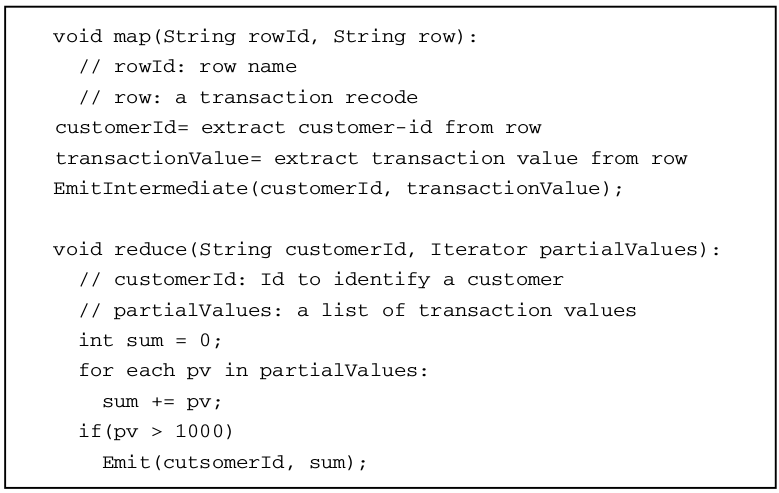 void map(String rowId, String row):
// rowId: row name
// row: a transaction recode
customerId= extract customer-id from row
transactionValue= extract transaction value from row
EmitIntermediate(customerId, transactionValue);
void reduce(String customerId, Iterator partialValues):
// customerId: Id to identify a customer
// partialValues: a list of transaction values
int sum = 0;
for each pv in partialValues:
sum += pv;
if(pv > 1000)
Emit(cutsomerId, sum);